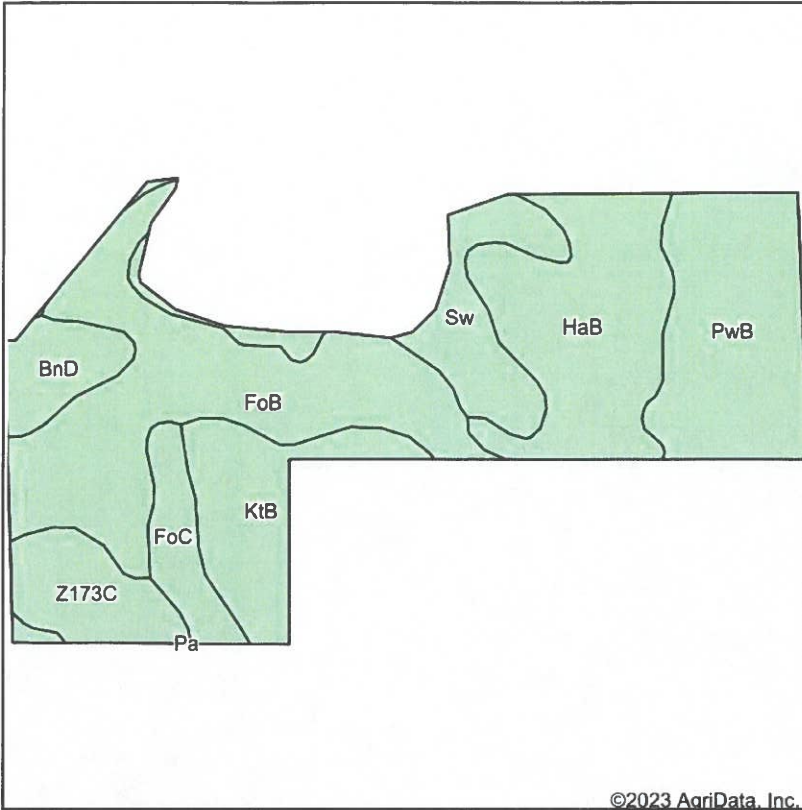 Sw
HaB
PwB
BnD
FoB
KtB
FoC
Z173C
Pa
©2023 AgriData, Inc.